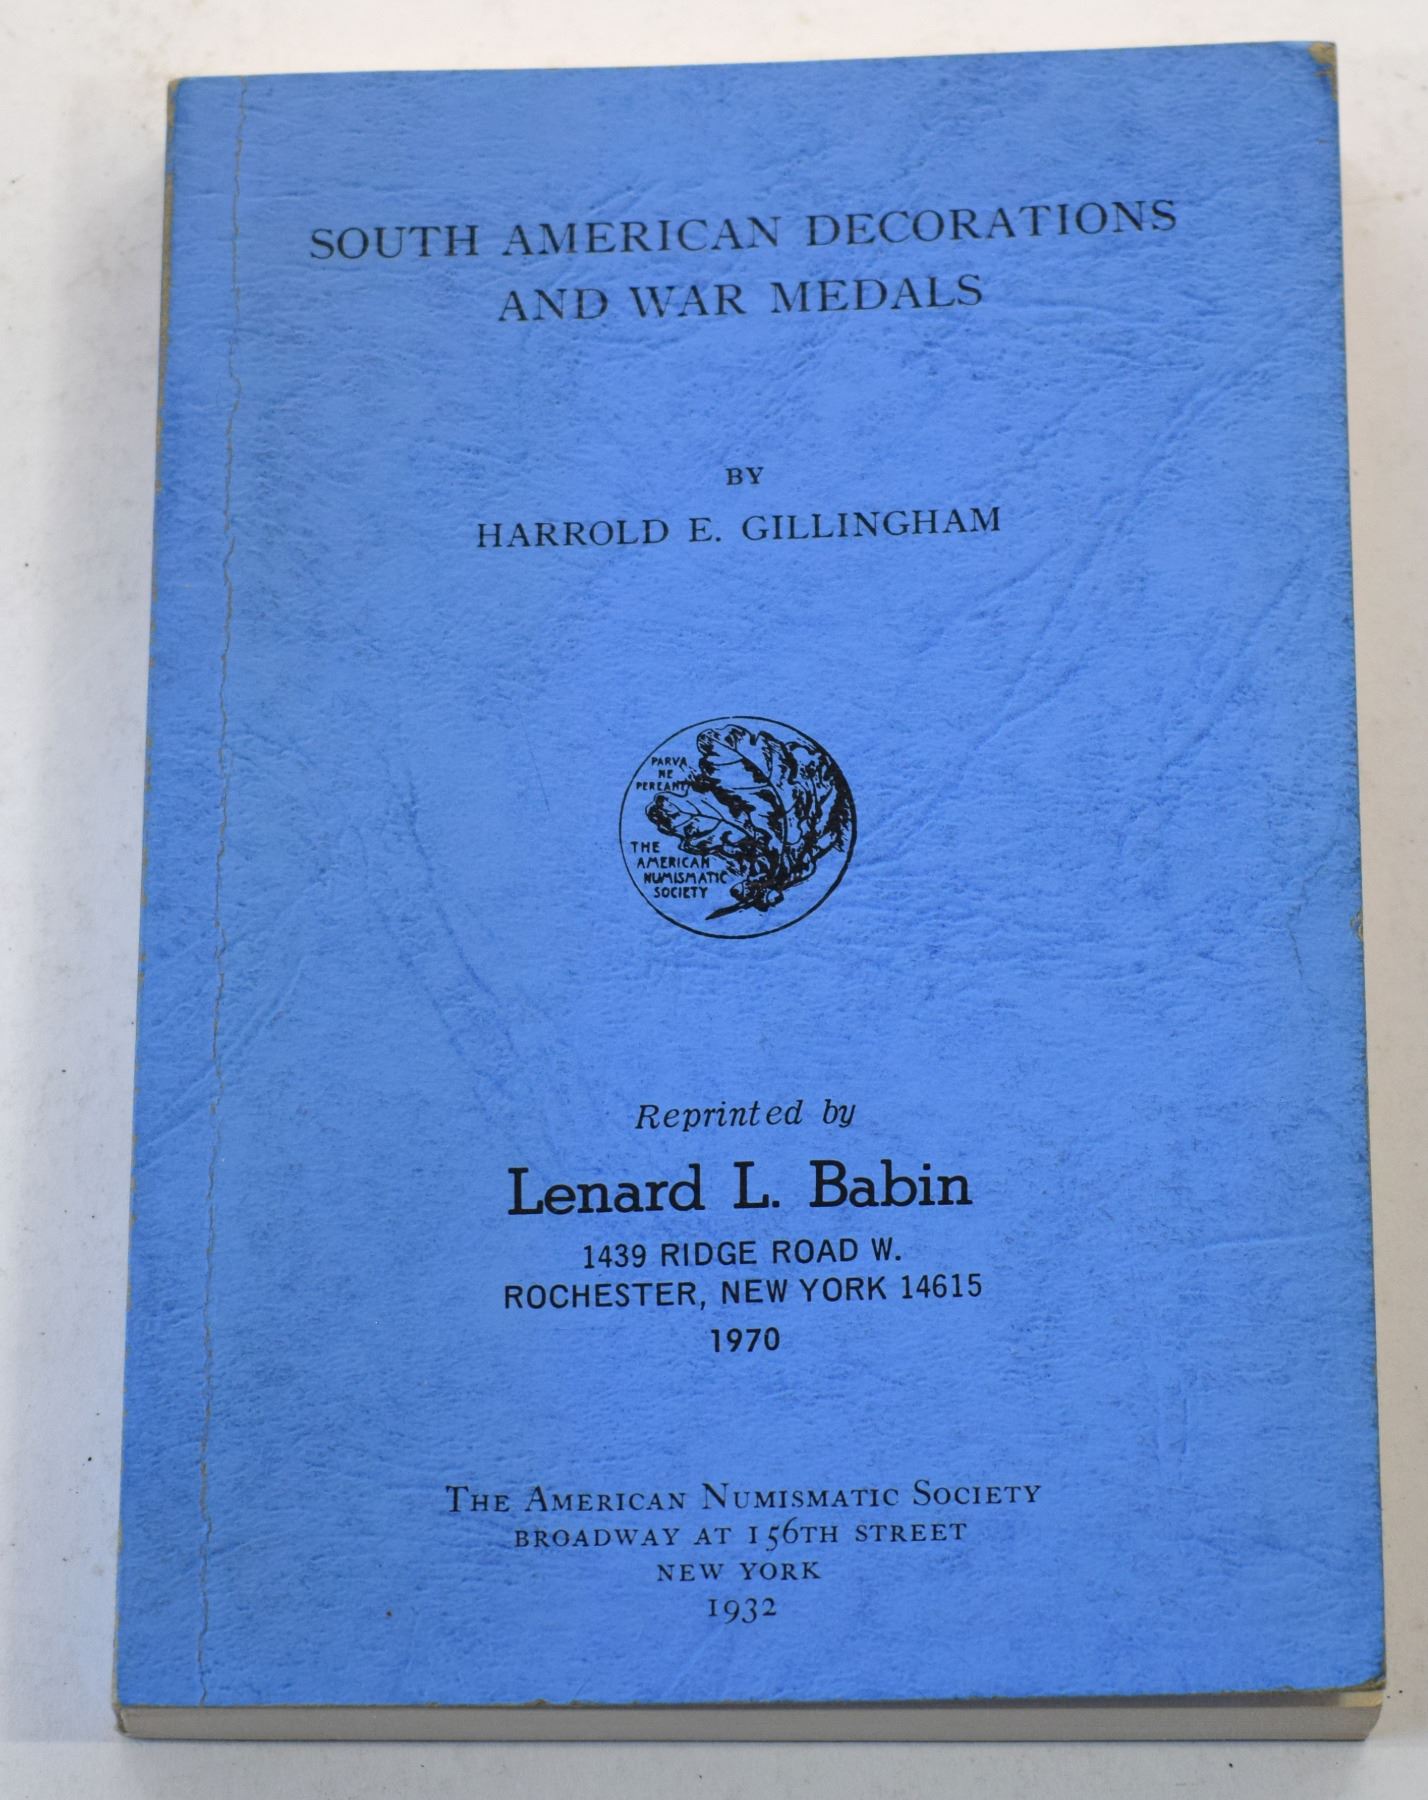 SOUTH AMERICAN DECORATIONS
AND WAR MEDALS
BY
HARROLD E. GILLINGHAM
PARVA
NE
PEREANT
THE
AMERICAN
NUMISMATIC
SOCIETY
Reprinted by
Lenard L. Babin
1439 RIDGE ROAD W.
ROCHESTER, NEW YORK 14615
1970
THE AMERICAN NUMISMATIC SOCIETY
BROADWAY AT 156TH STREET
NEW YORK
1932